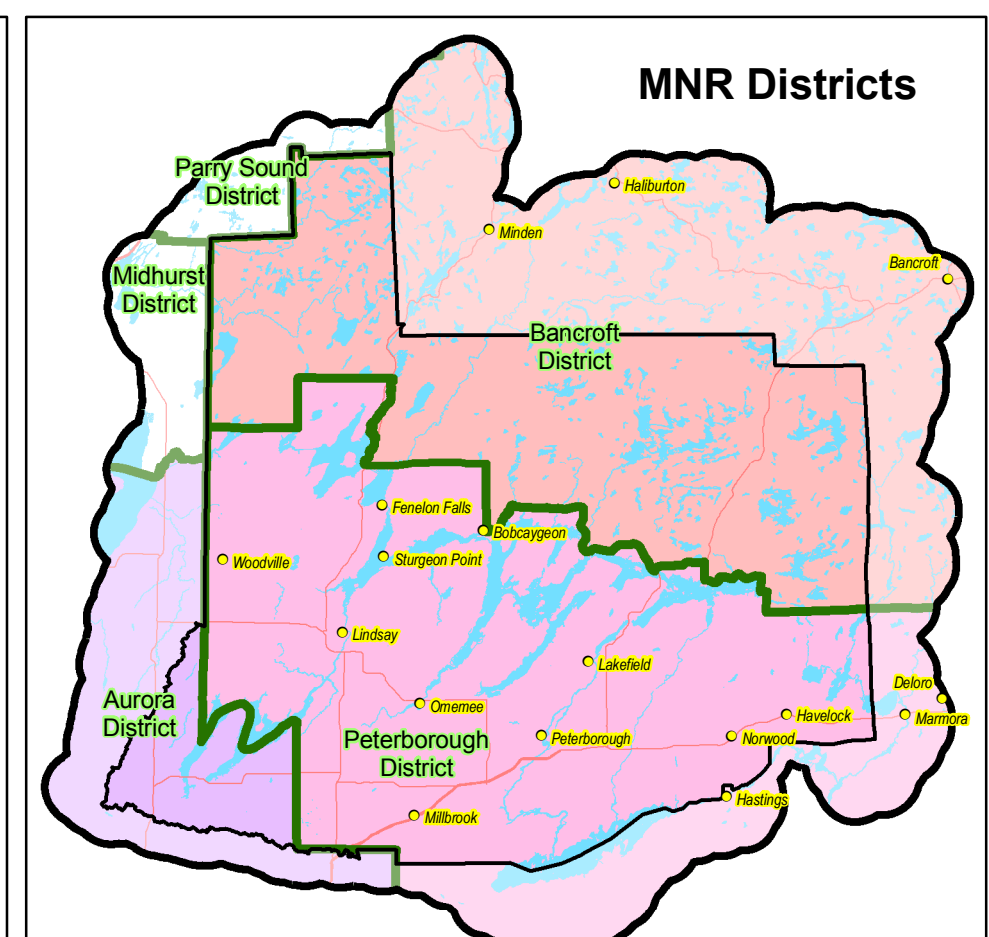 MNR Districts
Parry Sound
District
Haliburton
Minden
Bancroft
Midhurst
District
Bancroft
District
Fenelon Falls
Bobcaygeon
Sturgeon Point
Woodville
Lindsay
Lakefield
Deloro
Aurora
District
Omemee
Havelock
Marmora
Peterborough
Norwood
Peterborough
District
Hastings
Millbrook